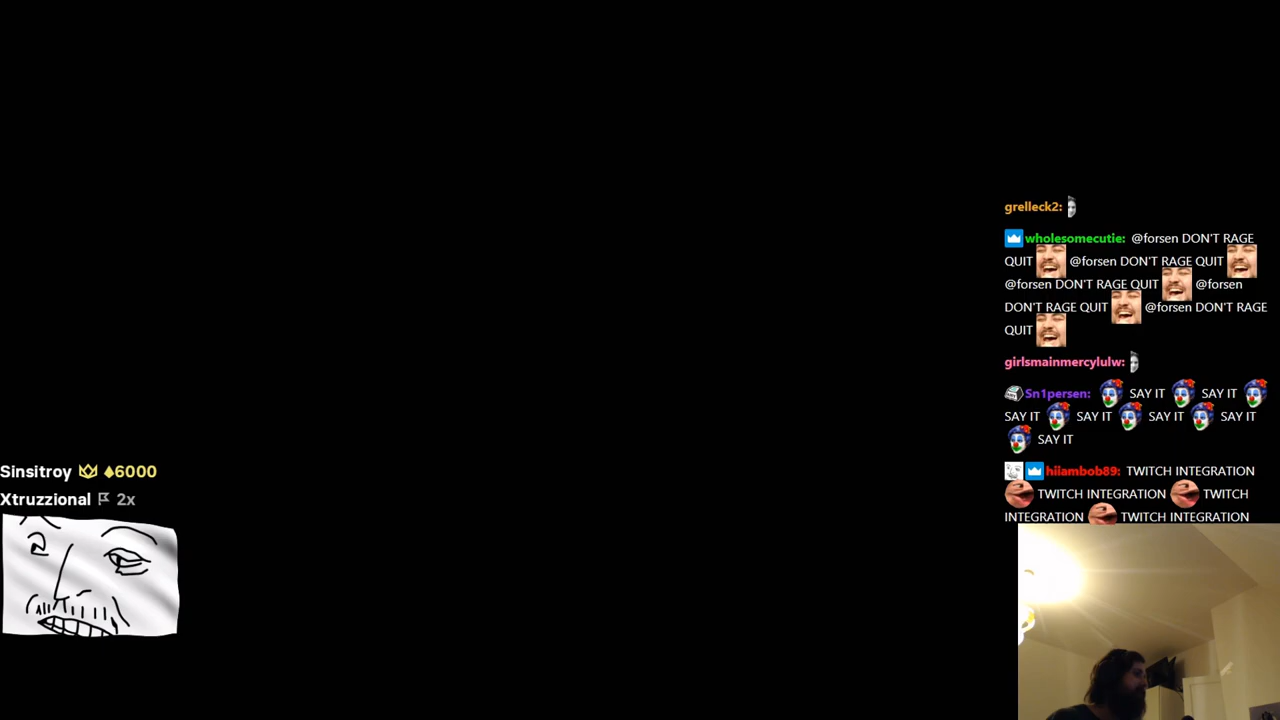 grelleck2:
wholesomecutie: @forsen DON'T RAGE
QUIT @forsen DON'T RAGE QUIT
@forsen DON'T RAGE QUIT @forsen
DON'T RAGE QUIT @forsen DON'T RAGE
QUIT
girlsmainmercylulw:
Sn1persen: SAY IT SAY IT
SAY IT SAY IT SAY IT SAY IT
SAY IT
hiiambob89: TWITCH INTEGRATION
TWITCH INTEGRATION TWITCH
INTEGRATION TWITCH INTEGRATION
Sinsitroy 6000
Xtruzzional 2x